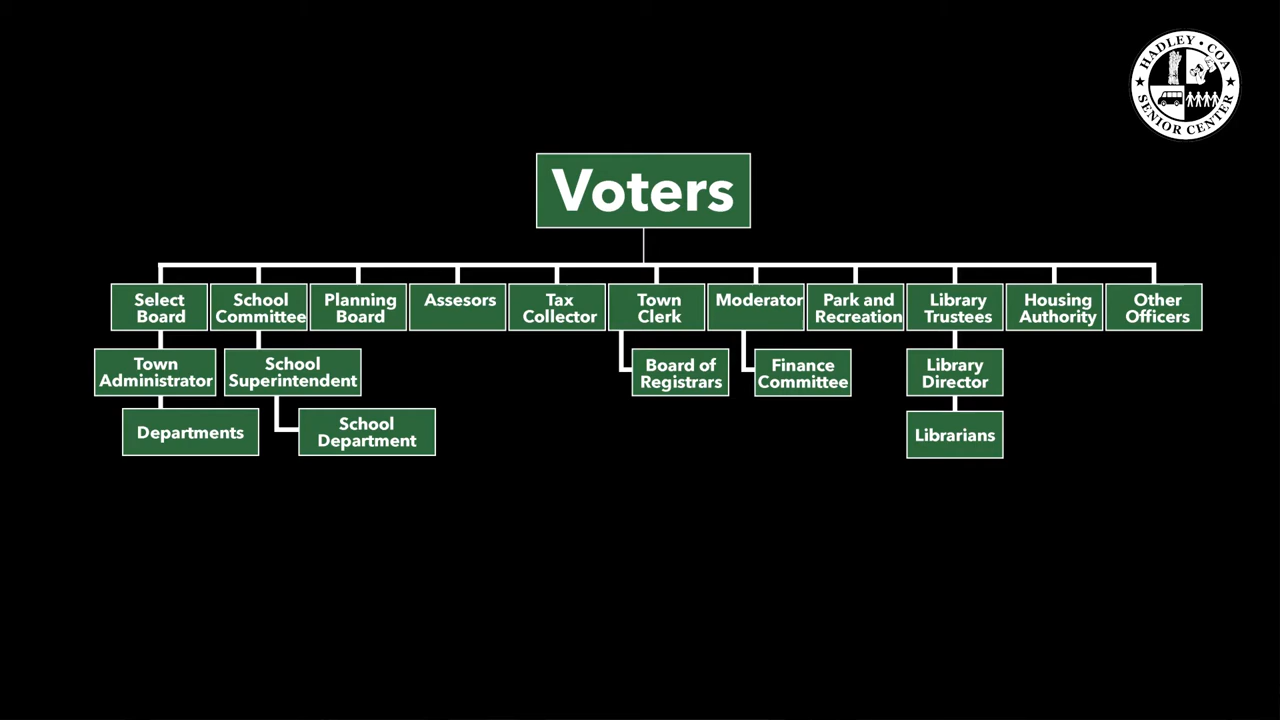 HADLEY • COA
SENIOR CENTER
Voters
Select
Board
School
Committee
Planning
Board
Assesors
Tax
Collector
Town
Clerk
Moderator
Park and
Recreation
Library
Trustees
Housing
Authority
Other
Officers
Town
Administrator
School
Superintendent
Board of
Registrars
Finance
Committee
Library
Director
Departments
School
Department
Librarians